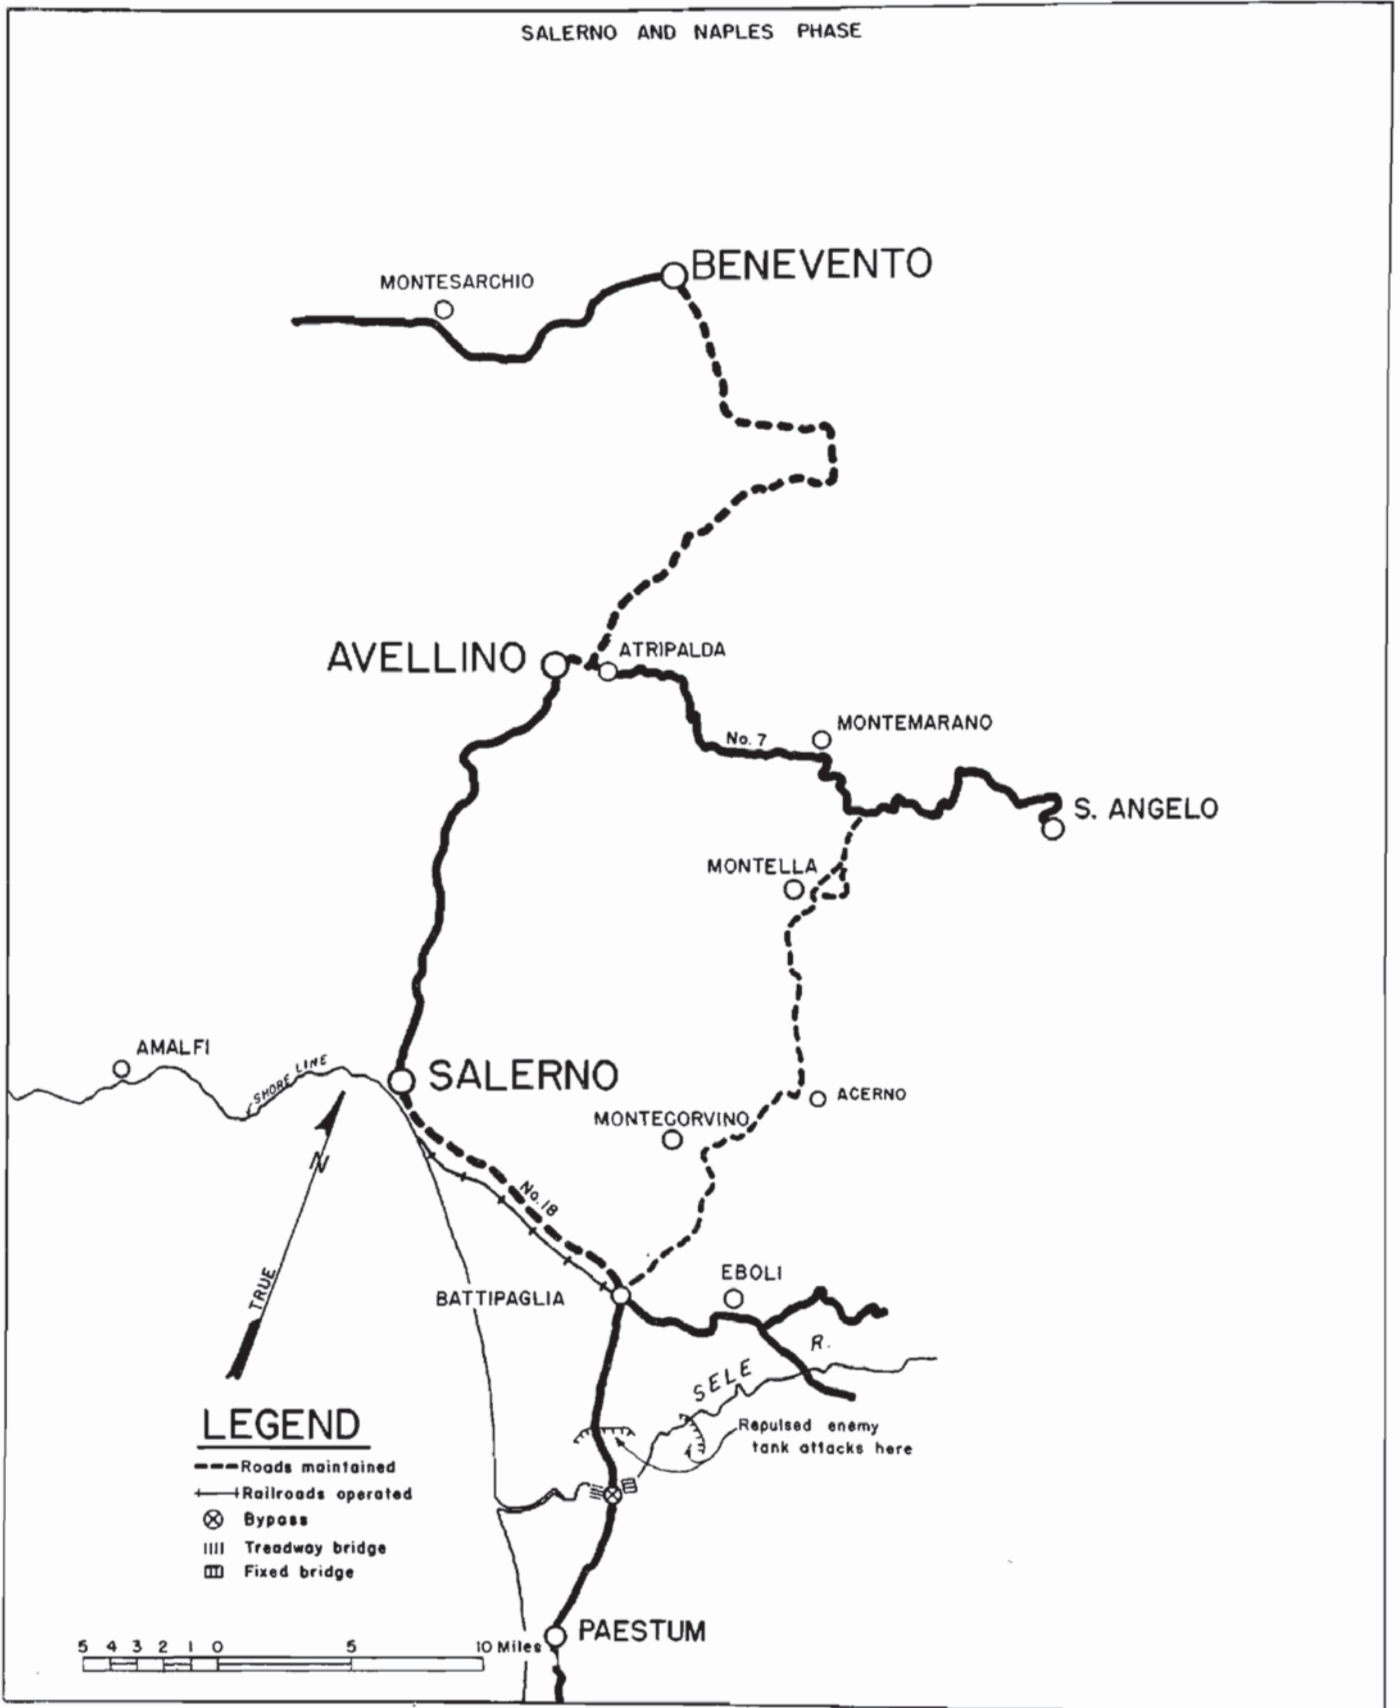 SALERNO AND NAPLES PHASE
BENEVENTO
MONTESARCHIO
AVELLINO
ATRIPALDA
MONTEMARANO
No. 7
S. ANGELO
MONTELLA
AMALFI
SHORE LINE
SALERNO
ACERNO
MONTECORVINO
N
No. 18
TRUE
EBOLI
BATTIPAGLIA
R.
SELE
LEGEND
Roads maintained
Railroads operated
Bypass
Treadway bridge
Fixed bridge
Repulsed enemy
tank attacks here
PAESTUM
5 4 3 2 1 0 5 10 Miles